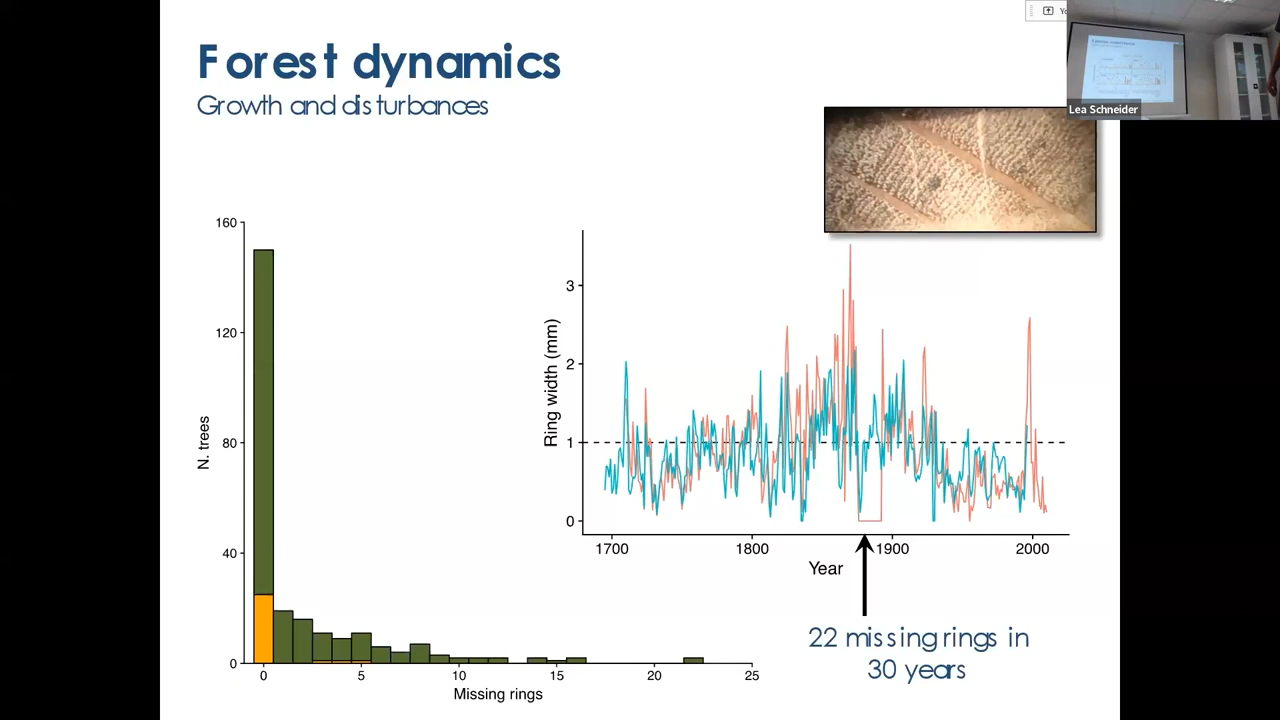 Forest dynamics
Growth and disturbances
Lea Schneider
160
120
80
40
0
N. trees
0 5 10 15 20 25
Missing rings
3
2
1
0
Ring width (mm)
1700 1800 1900 2000
Year
22 missing rings in
30 years